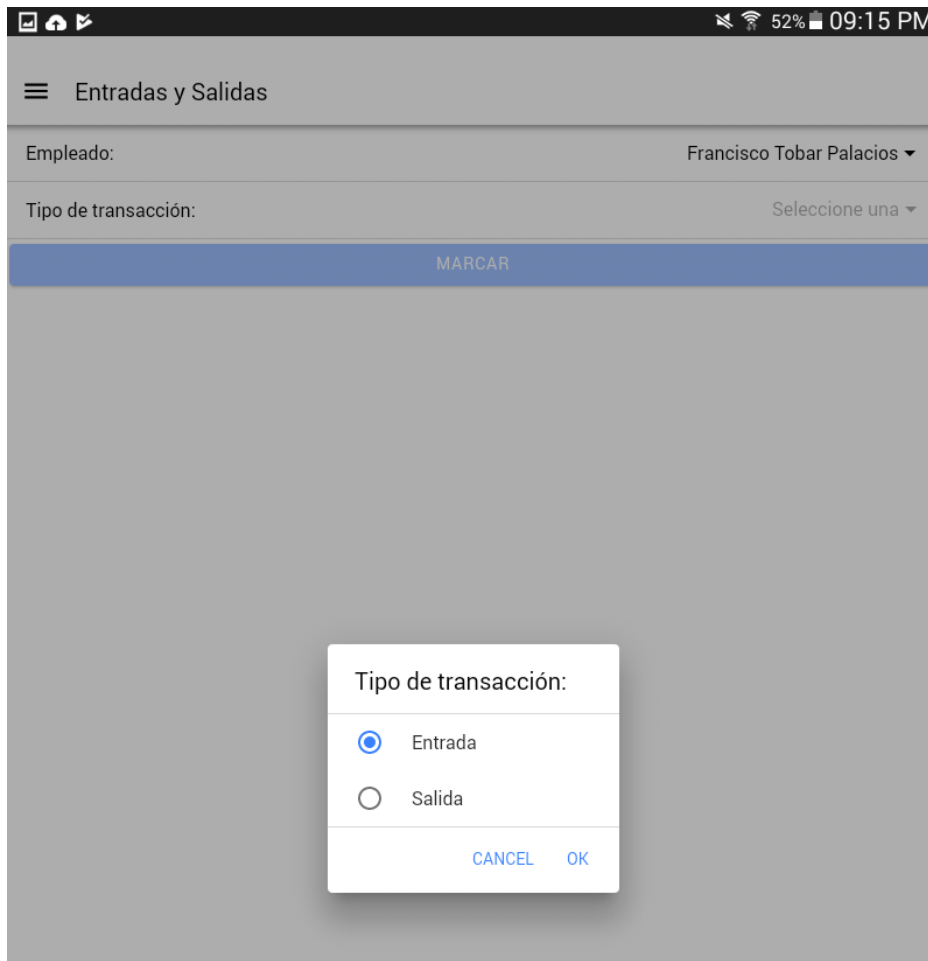 52% 09:15 PM
Entradas y Salidas
Empleado: Francisco Tobar Palacios
Tipo de transacción: Seleccione una
MARCAR
Tipo de transacción:
Entrada
Salida
CANCEL OK